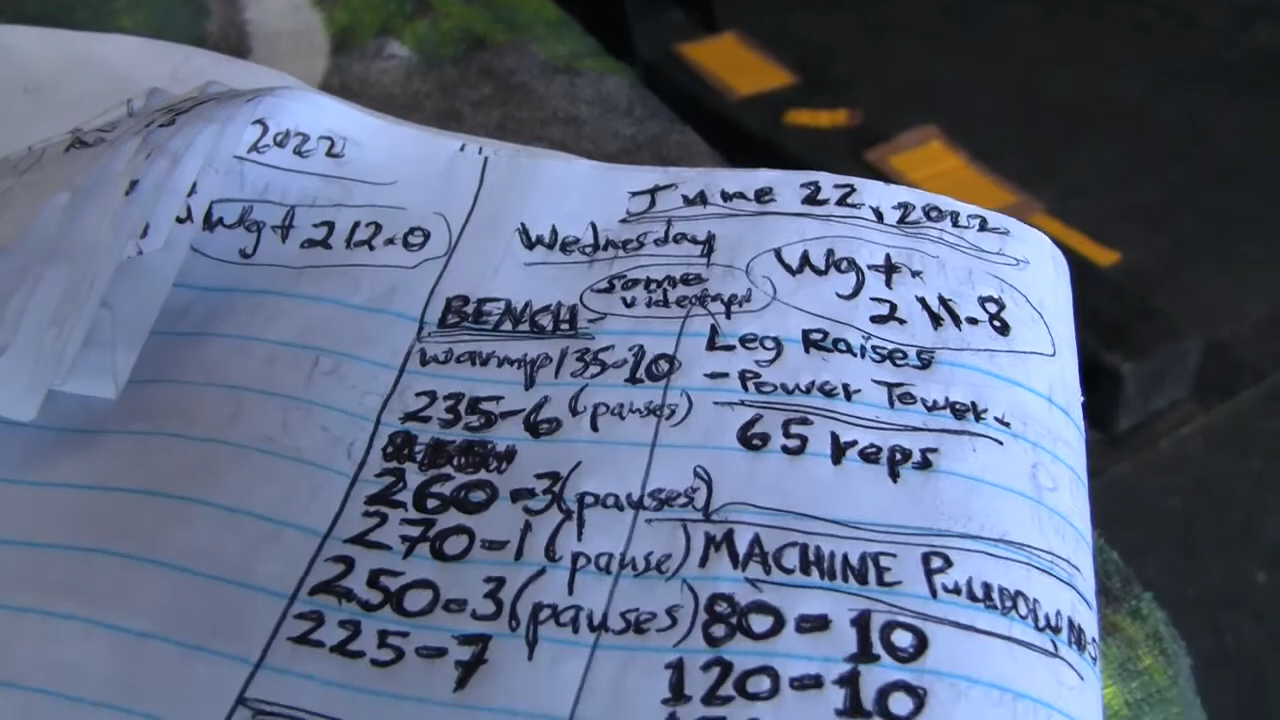 2022
Wgt 212.0
June 22, 2022
Wednesday
Wgt.
211.8
some
BENCH
warmp 135-10
235-6 (pauses)
260-3 (pauses)
270-1 (pause)
250-3 (pauses)
225-7
Leg Raises
- Power Tower -
65 reps
MACHINE PULLDOWNS
80-10
120-10